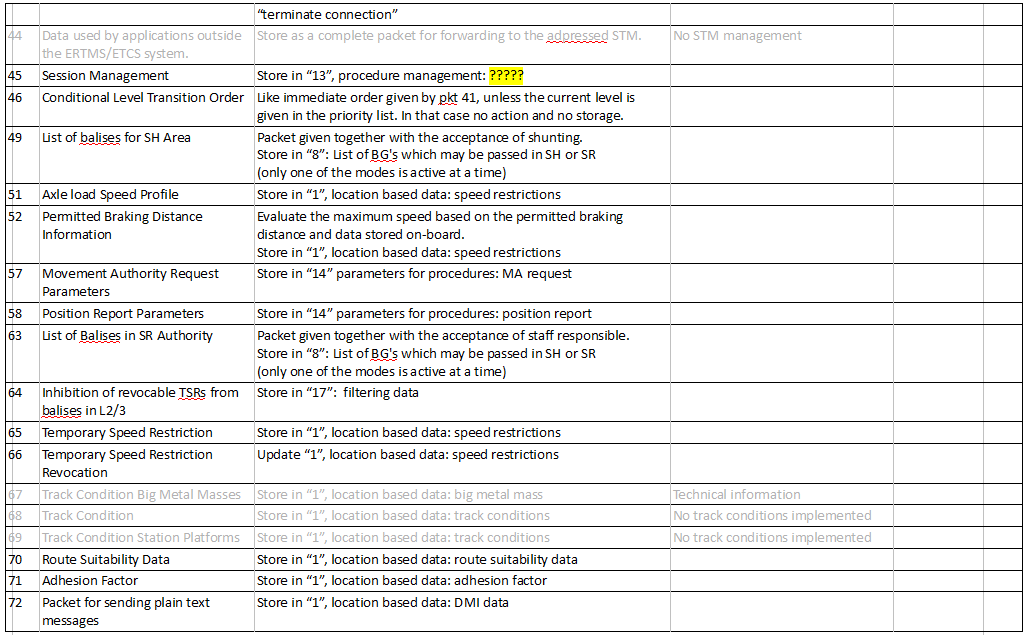 "terminate connection"
44 Data used by applications outside Store as a complete packet for forwarding to the adpressed STM. No STM management
the ERTMS/ETCS system.
45 Session Management Store in "13", procedure management: ?????
46 Conditional Level Transition Order Like immediate order given by pkt 41, unless the current level is
given in the priority list. In that case no action and no storage.
49 List of balises for SH Area Packet given together with the acceptance of shunting.
Store in "8": List of BG's which may be passed in SH or SR
(only one of the modes is active at a time)
51 Axle load Speed Profile Store in "1", location based data: speed restrictions
52 Permitted Braking Distance Evaluate the maximum speed based on the permitted braking
Information distance and data stored on-board.
Store in "1", location based data: speed restrictions
57 Movement Authority Request Store in "14" parameters for procedures: MA request
Parameters
58 Position Report Parameters Store in "14" parameters for procedures: position report
63 List of Balises in SR Authority Packet given together with the acceptance of staff responsible.
Store in "8": List of BG's which may be passed in SH or SR
(only one of the modes is active at a time)
64 Inhibition of revocable TSRs from Store in "17": filtering data
balises in L2/3
65 Temporary Speed Restriction Store in "1", location based data: speed restrictions
66 Temporary Speed Restriction Update "1", location based data: speed restrictions
Revocation
67 Track Condition Big Metal Masses Store in "1", location based data: big metal mass Technical information
68 Track Condition Store in "1", location based data: track conditions No track conditions implemented
69 Track Condition Station Platforms Store in "1", location based data: track conditions No track conditions implemented
70 Route Suitability Data Store in "1", location based data: route suitability data
71 Adhesion Factor Store in "1", location based data: adhesion factor
72 Packet for sending plain text Store in "1", location based data: DMI data
messages